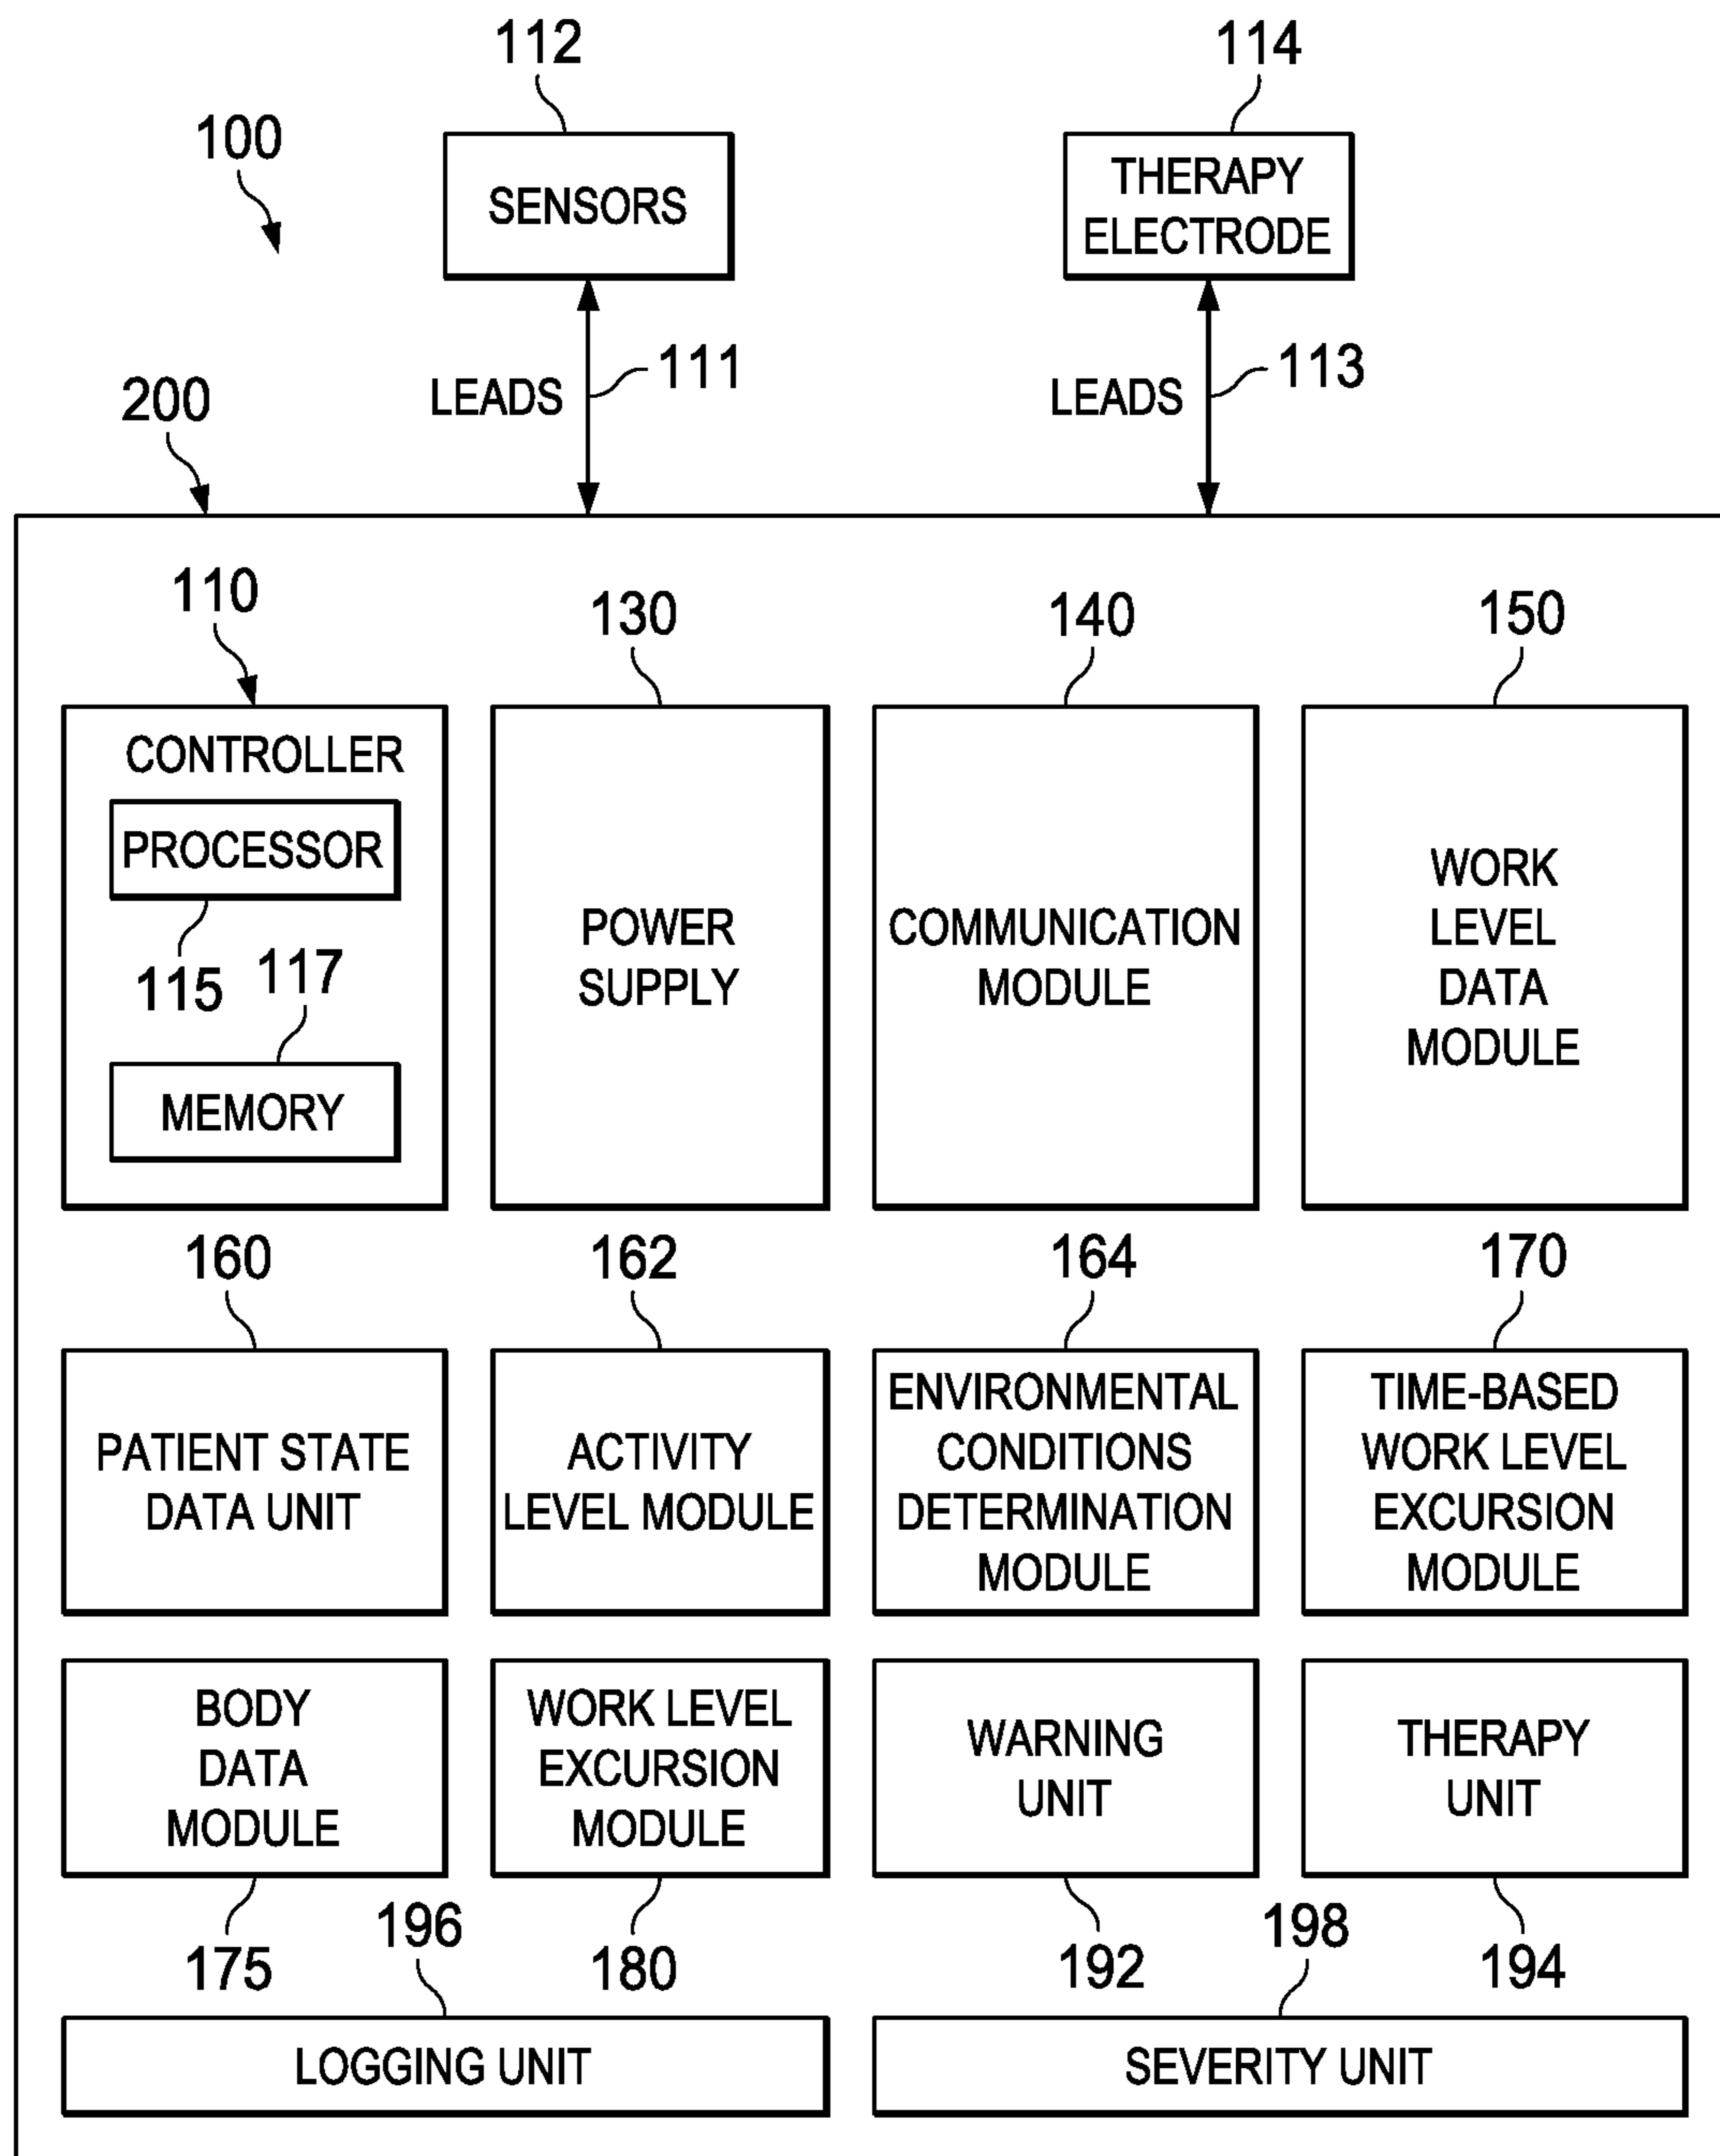 112
114
100
SENSORS
THERAPY
ELECTRODE
LEADS
111
LEADS
113
200
110
130
140
150
CONTROLLER
PROCESSOR
115
117
MEMORY
POWER
SUPPLY
COMMUNICATION
MODULE
WORK
LEVEL
DATA
MODULE
160
162
164
170
PATIENT STATE
DATA UNIT
ACTIVITY
LEVEL MODULE
ENVIRONMENTAL
CONDITIONS
DETERMINATION
MODULE
TIME-BASED
WORK LEVEL
EXCURSION
MODULE
BODY
DATA
MODULE
WORK LEVEL
EXCURSION
MODULE
WARNING
UNIT
THERAPY
UNIT
175
196
180
192
198
194
LOGGING UNIT
SEVERITY UNIT